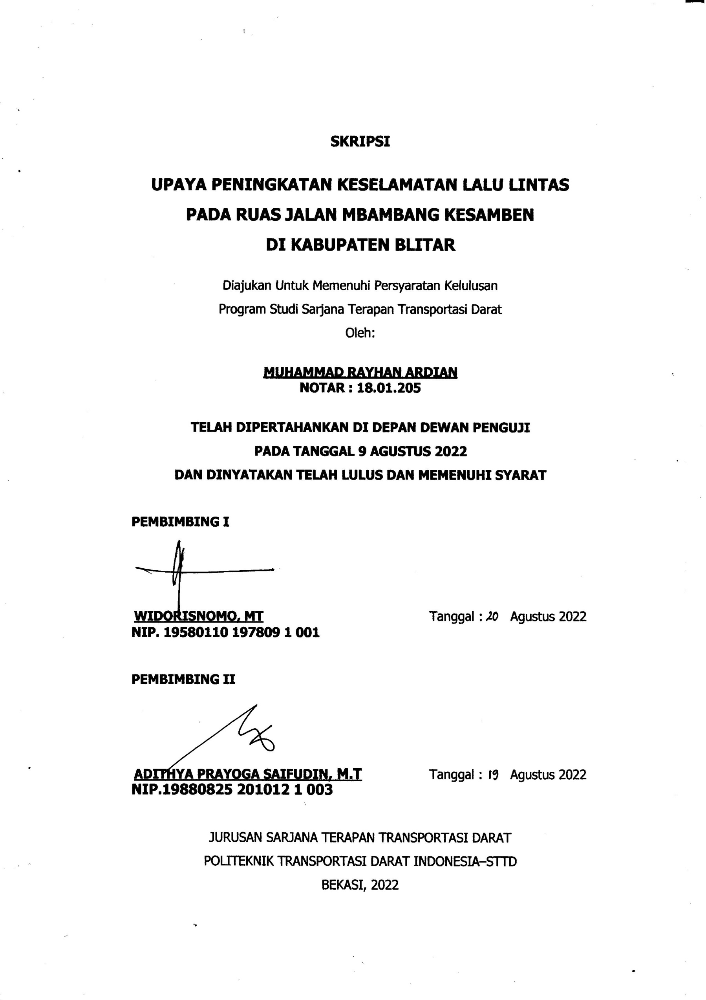 SKRIPSI
UPAYA PENINGKATAN KESELAMATAN LALU LINTAS
PADA RUAS JALAN MBAMBANG KESAMBEN
DI KABUPATEN BLITAR
Diajukan Untuk Memenuhi Persyaratan Kelulusan
Program Studi Sarjana Terapan Transportasi Darat
Oleh:
MUHAMMAD RAYHAN ARDIAN
NOTAR : 18.01.205
TELAH DIPERTAHANKAN DI DEPAN DEWAN PENGUJI
PADA TANGGAL 9 AGUSTUS 2022
DAN DINYATAKAN TELAH LULUS DAN MEMENUHI SYARAT
PEMBIMBING I
WIDORISNOMO, MT Tanggal : 20 Agustus 2022
NIP. 19580110 197809 1 001
PEMBIMBING II
ADITHYA PRAYOGA SAIFUDIN, M.T Tanggal : 19 Agustus 2022
NIP.19880825 201012 1 003
JURUSAN SARJANA TERAPAN TRANSPORTASI DARAT
POLITEKNIK TRANSPORTASI DARAT INDONESIA–STTD
BEKASI, 2022